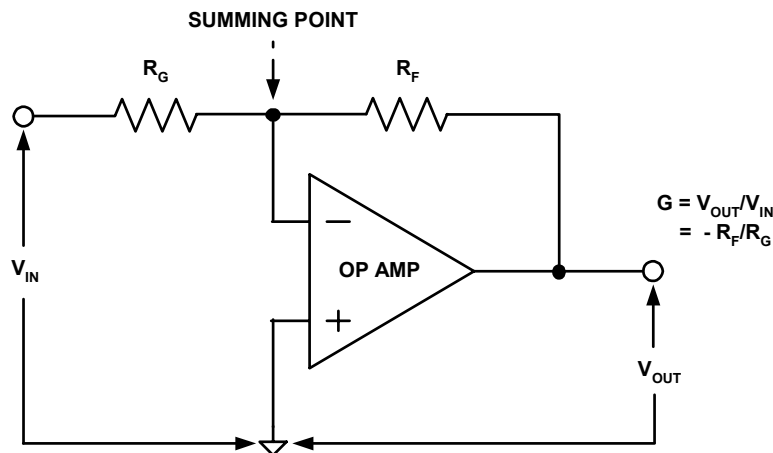 SUMMING POINT
R_G
R_F
G = V_OUT/V_IN
= - R_F/R_G
−
OP AMP
V_IN
+
V_OUT